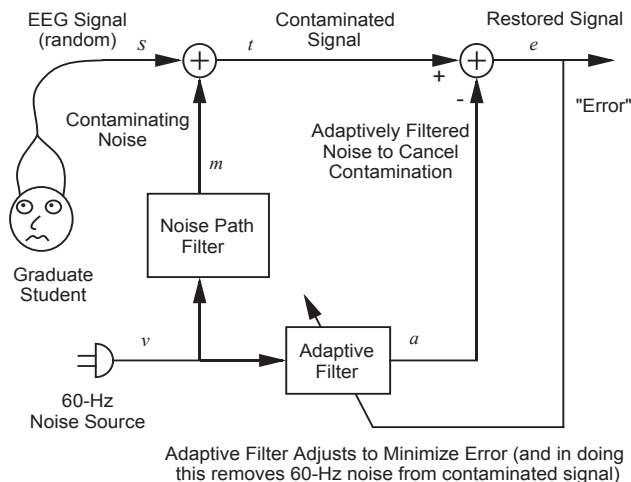 EEG Signal
(random)
s
t
Contaminated
Signal
Restored Signal
e
+
-
"Error"
Contaminating
Noise
m
Adaptively Filtered
Noise to Cancel
Contamination
Noise Path
Filter
Graduate
Student
v
Adaptive
Filter
a
60-Hz
Noise Source
Adaptive Filter Adjusts to Minimize Error (and in doing
this removes 60-Hz noise from contaminated signal)